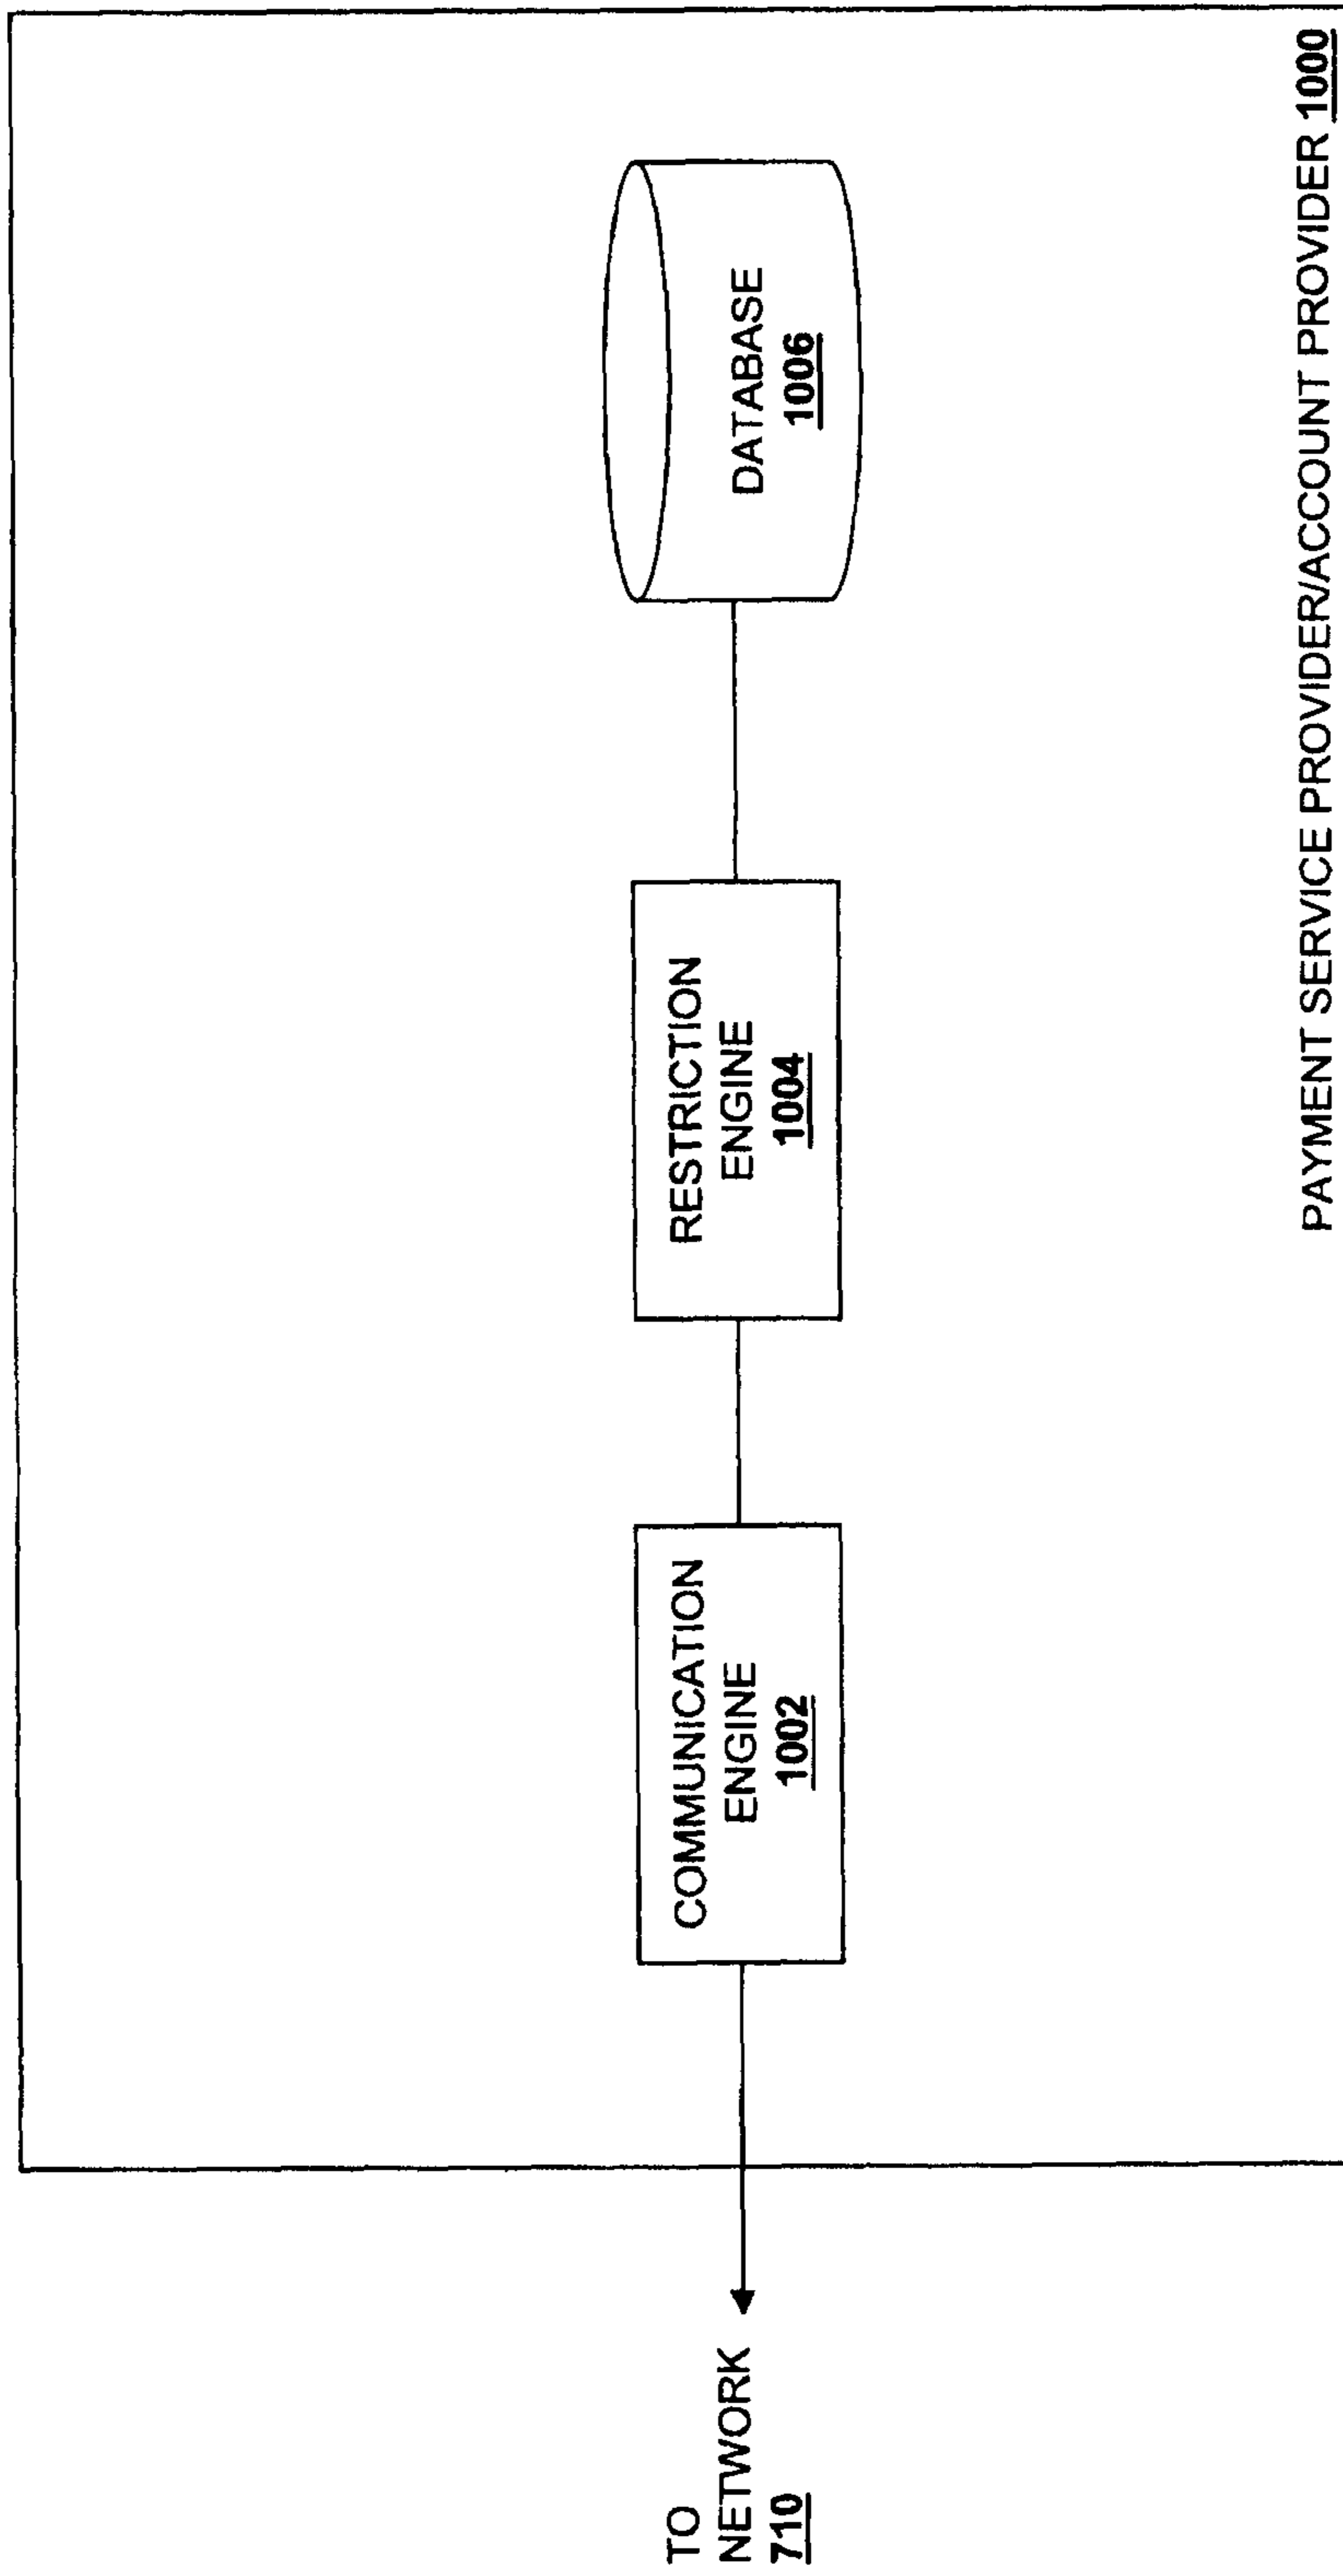 TO
NETWORK
710
COMMUNICATION
ENGINE
1002
RESTRICTION
ENGINE
1004
DATABASE
1006
PAYMENT SERVICE PROVIDER/ACCOUNT PROVIDER 1000